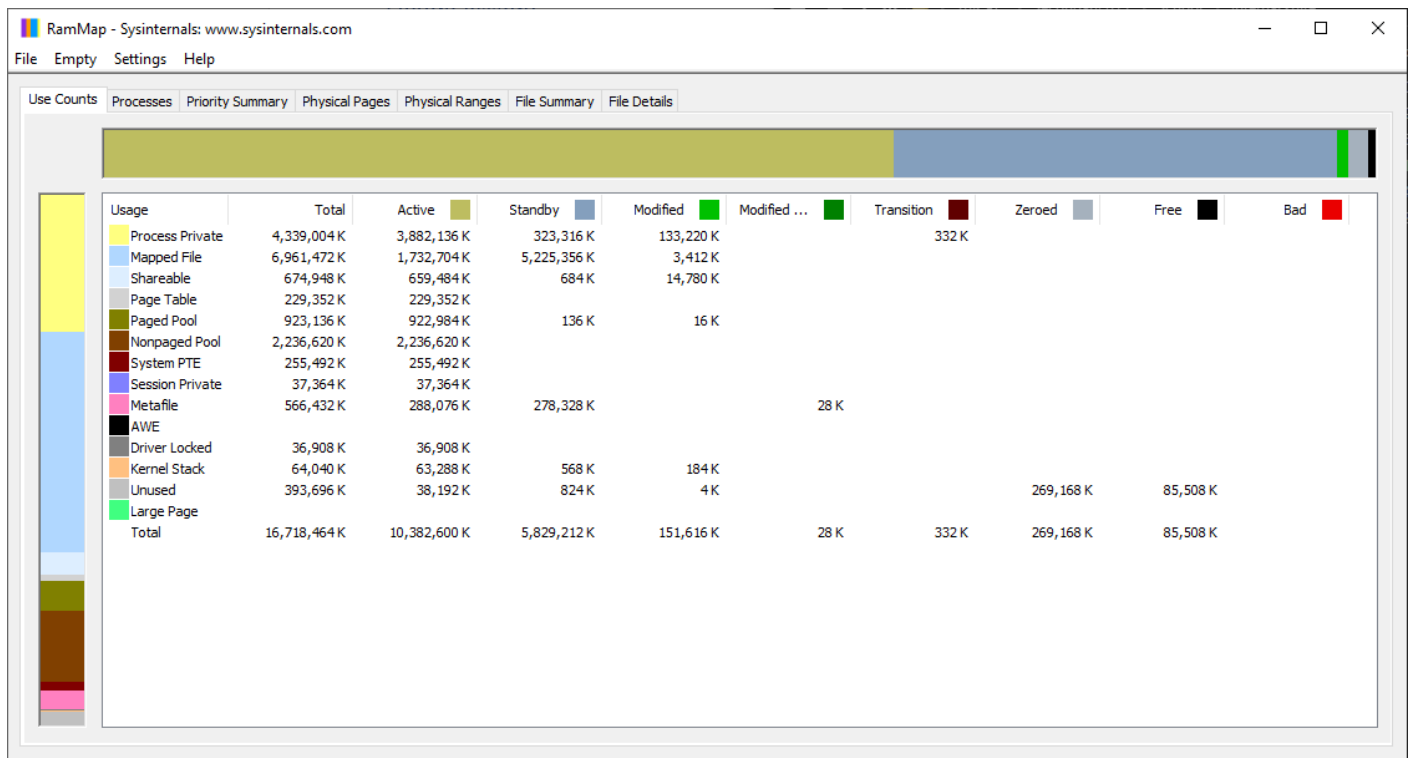 RamMap - Sysinternals: www.sysinternals.com
File Empty Settings Help
Use Counts Processes Priority Summary Physical Pages Physical Ranges File Summary File Details
Usage Total Active Standby Modified Modified ... Transition Zeroed Free Bad
Process Private 4,339,004 K 3,882,136 K 323,316 K 133,220 K 332 K
Mapped File 6,961,472 K 1,732,704 K 5,225,356 K 3,412 K
Shareable 674,948 K 659,484 K 684 K 14,780 K
Page Table 229,352 K 229,352 K
Paged Pool 923,136 K 922,984 K 136 K 16 K
Nonpaged Pool 2,236,620 K 2,236,620 K
System PTE 255,492 K 255,492 K
Session Private 37,364 K 37,364 K
Metafile 566,432 K 288,076 K 278,328 K 28 K
AWE
Driver Locked 36,908 K 36,908 K
Kernel Stack 64,040 K 63,288 K 568 K 184 K
Unused 393,696 K 38,192 K 824 K 4 K 269,168 K 85,508 K
Large Page
Total 16,718,464 K 10,382,600 K 5,829,212 K 151,616 K 28 K 332 K 269,168 K 85,508 K